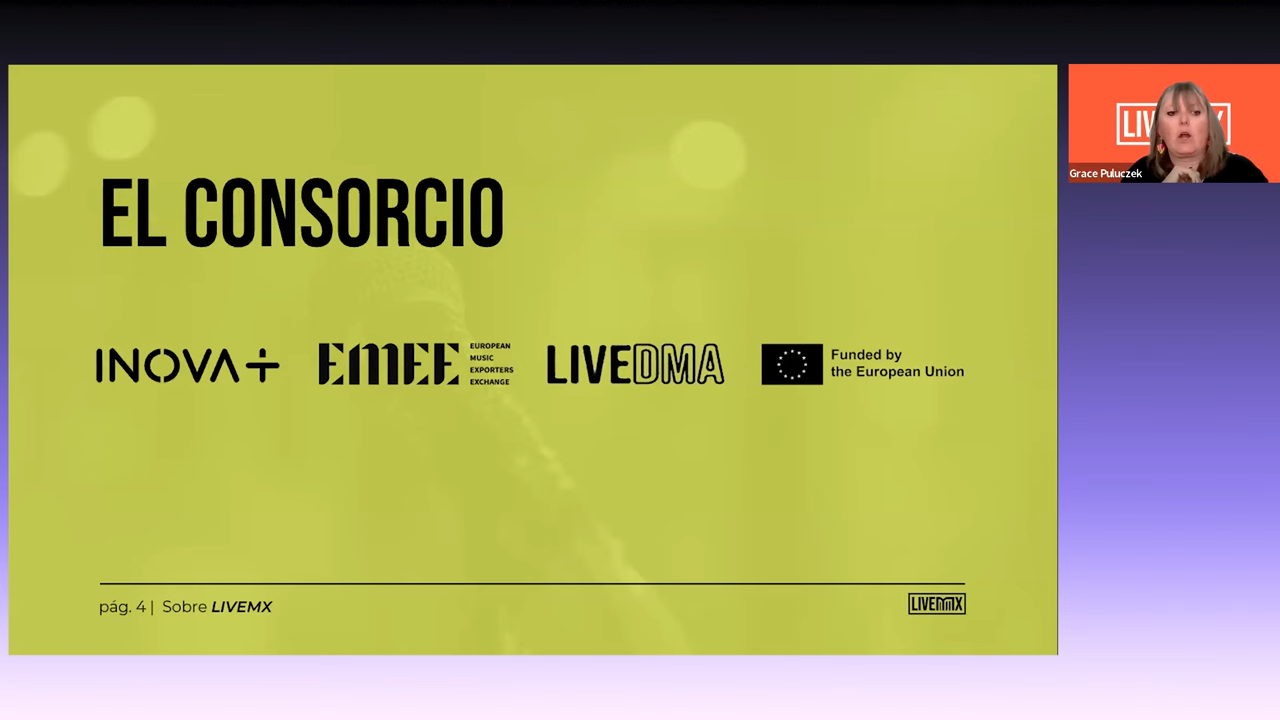 EL CONSORCIO
INOVA+
EMEE
EUROPEAN
MUSIC
EXPORTERS
EXCHANGE
LIVEDMA
Funded by
the European Union
pág. 4 | Sobre LIVEMX
LIVEMX
Grace Puluczek